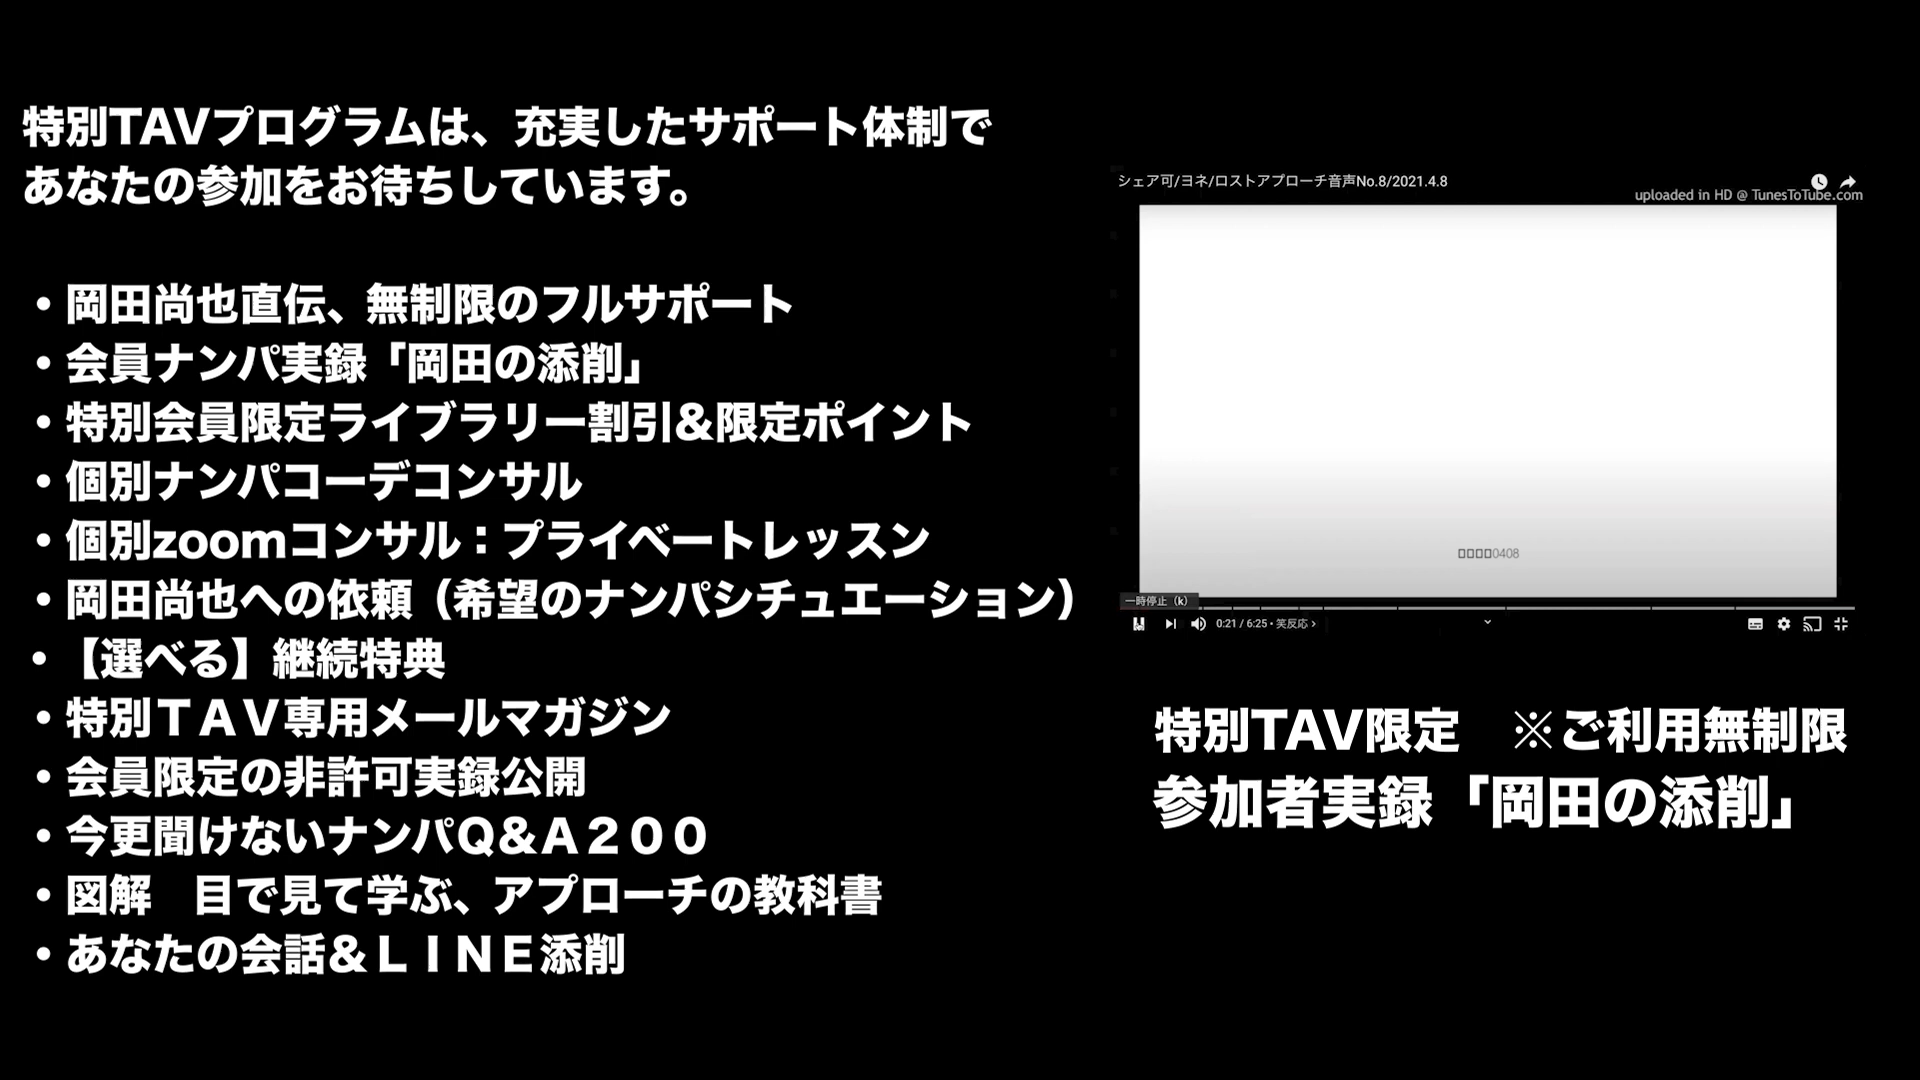 特別TAVプログラムは、充実したサポート体制で
あなたの参加をお待ちしています。
・岡田尚也直伝、無制限のフルサポート
・会員ナンパ実録「岡田の添削」
・特別会員限定ライブラリー割引&限定ポイント
・個別ナンパコーデコンサル
・個別zoomコンサル：プライベートレッスン
・岡田尚也への依頼（希望のナンパシチュエーション）
・【選べる】継続特典
・特別ＴＡＶ専用メールマガジン
・会員限定の非許可実録公開
・今更聞けないナンパＱ＆Ａ２００
・図解　目で見て学ぶ、アプローチの教科書
・あなたの会話＆ＬＩＮＥ添削
シェア可/ヨネ/ロストアプローチ音声No.8/2021.4.8
uploaded in HD @ TunesToTube.com
▯▯▯▯0408
一時停止（k）
0:21 / 6:25・笑反応 ›
特別TAV限定　※ご利用無制限
参加者実録「岡田の添削」